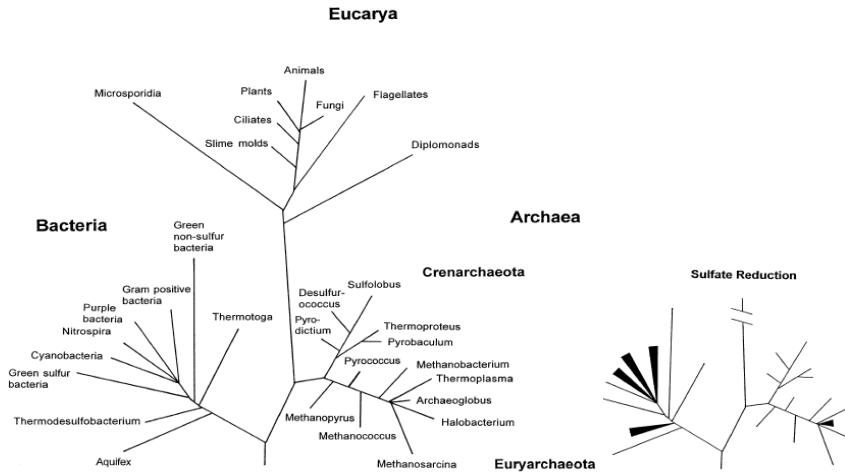 Eucarya
Animals
Microsporidia
Plants
Flagellates
Fungi
Ciliates
Slime molds
Diplomonads
Bacteria
Archaea
Green
non-sulfur
bacteria
Crenarchaeota
Sulfate Reduction
Gram positive
bacteria
Desulfur-
ococcus
Sulfolobus
Purple
bacteria
Nitrospira
Thermotoga
Pyro-
dictium
Thermoproteus
Pyrobaculum
Cyanobacteria
Pyrococcus
Methanobacterium
Green sulfur
bacteria
Thermoplasma
Archaeoglobus
Thermodesulfobacterium
Methanopyrus
Halobacterium
Methanococcus
Aquifex
Methanosarcina
Euryarchaeota